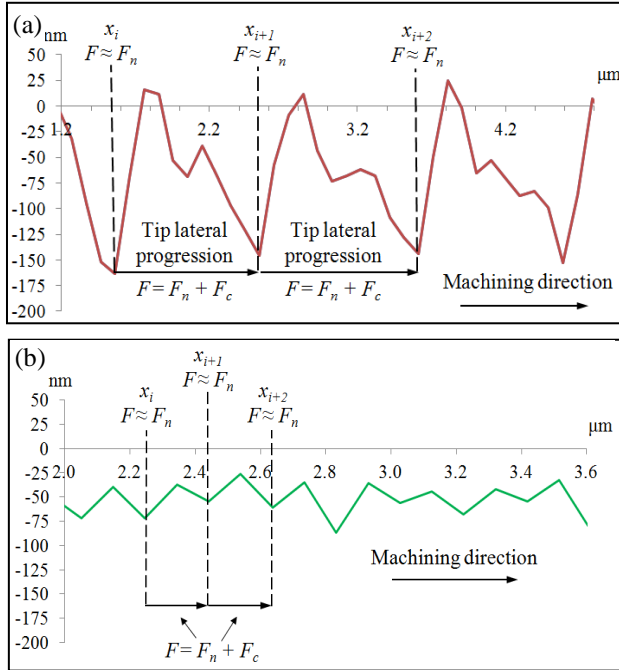 (a)
nm
x_i
F ≈ F_n
x_{i+1}
F ≈ F_n
x_{i+2}
F ≈ F_n
μm
50
25
0
-25
-50
-75
-100
-125
-150
-175
-200
1.2 2.2 3.2 4.2
Tip lateral
progression
F = F_n + F_c
Tip lateral
progression
F = F_n + F_c
Machining direction
(b)
nm
x_i
F ≈ F_n
x_{i+1}
F ≈ F_n
x_{i+2}
F ≈ F_n
μm
50
25
0
-25
-50
-75
-100
-125
-150
-175
-200
2.0 2.2 2.4 2.6 2.8 3.0 3.2 3.4 3.6
Machining direction
F = F_n + F_c